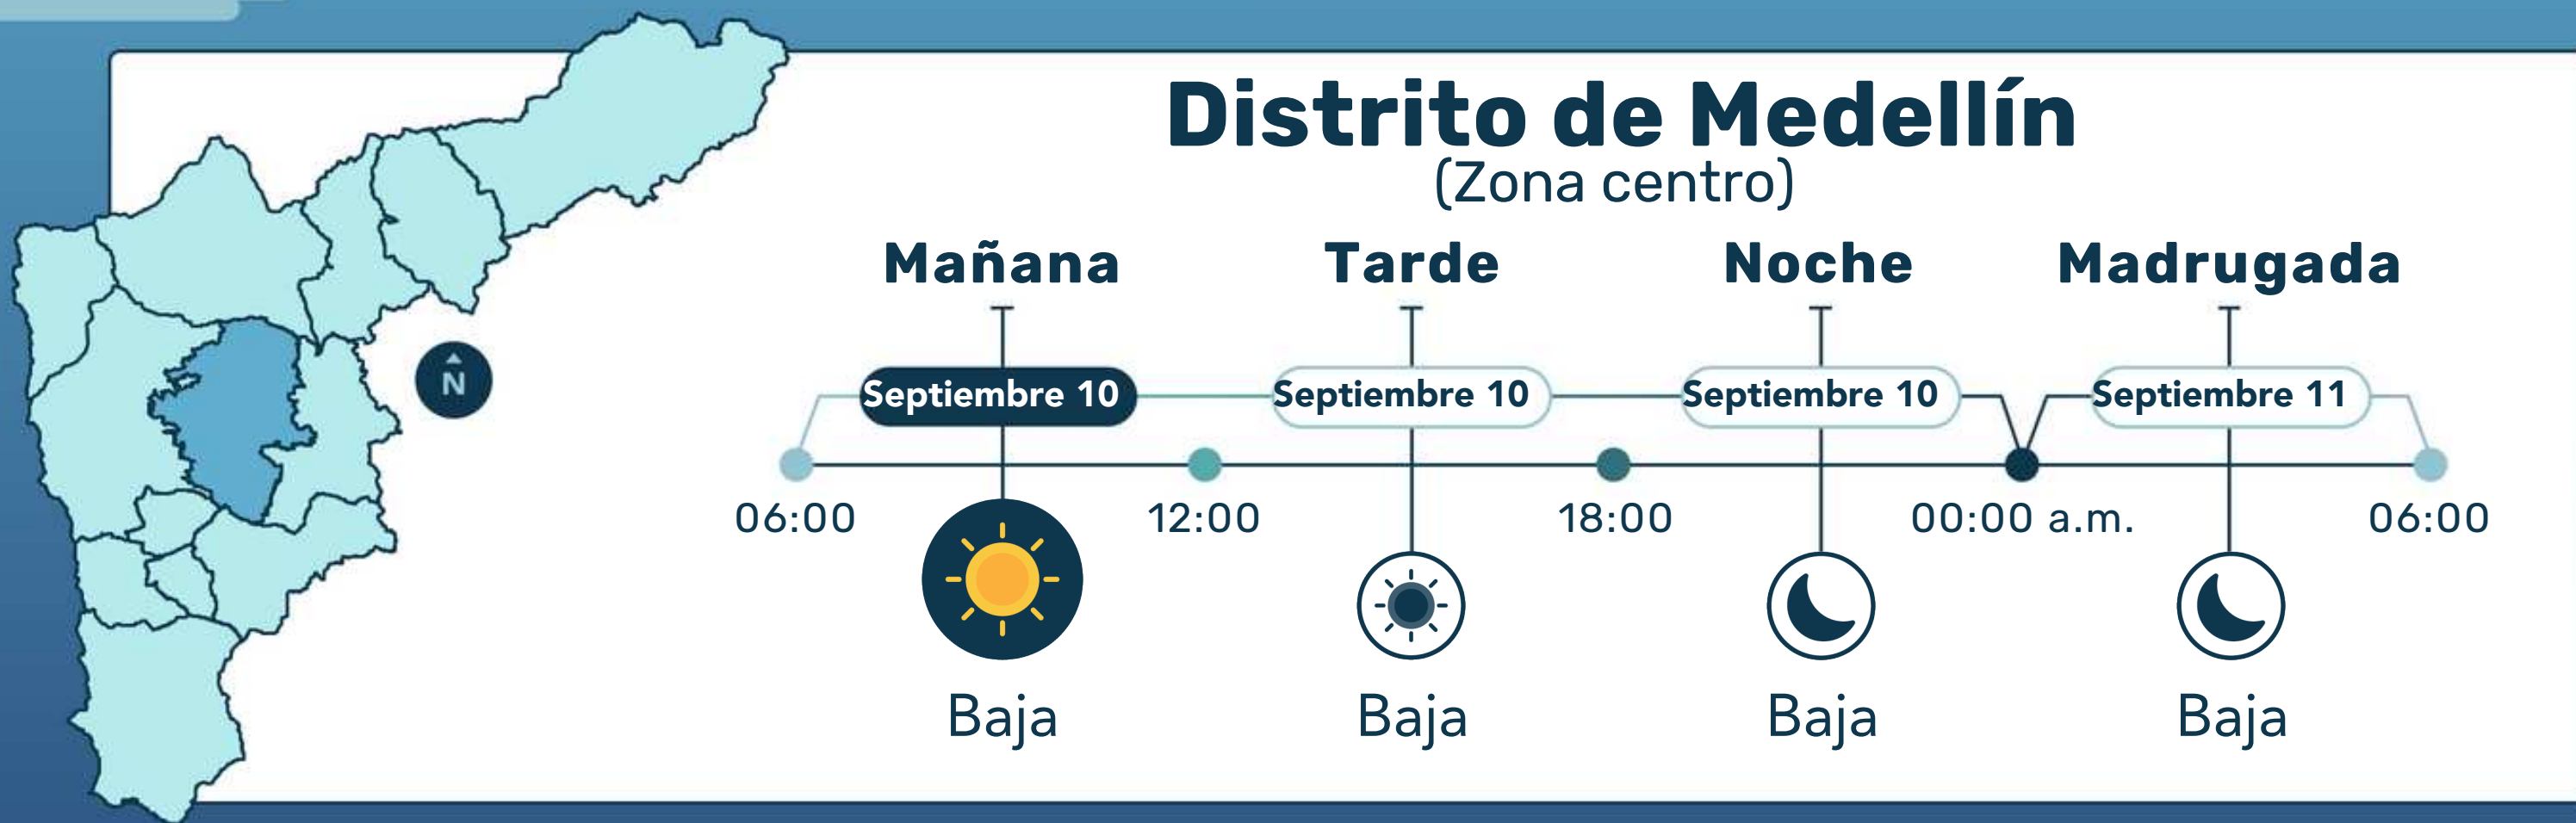 Distrito de Medellín
(Zona centro)
Mañana Tarde Noche Madrugada
N
Septiembre 10 Septiembre 10 Septiembre 10 Septiembre 11
06:00 12:00 18:00 00:00 a.m. 06:00
Baja Baja Baja Baja